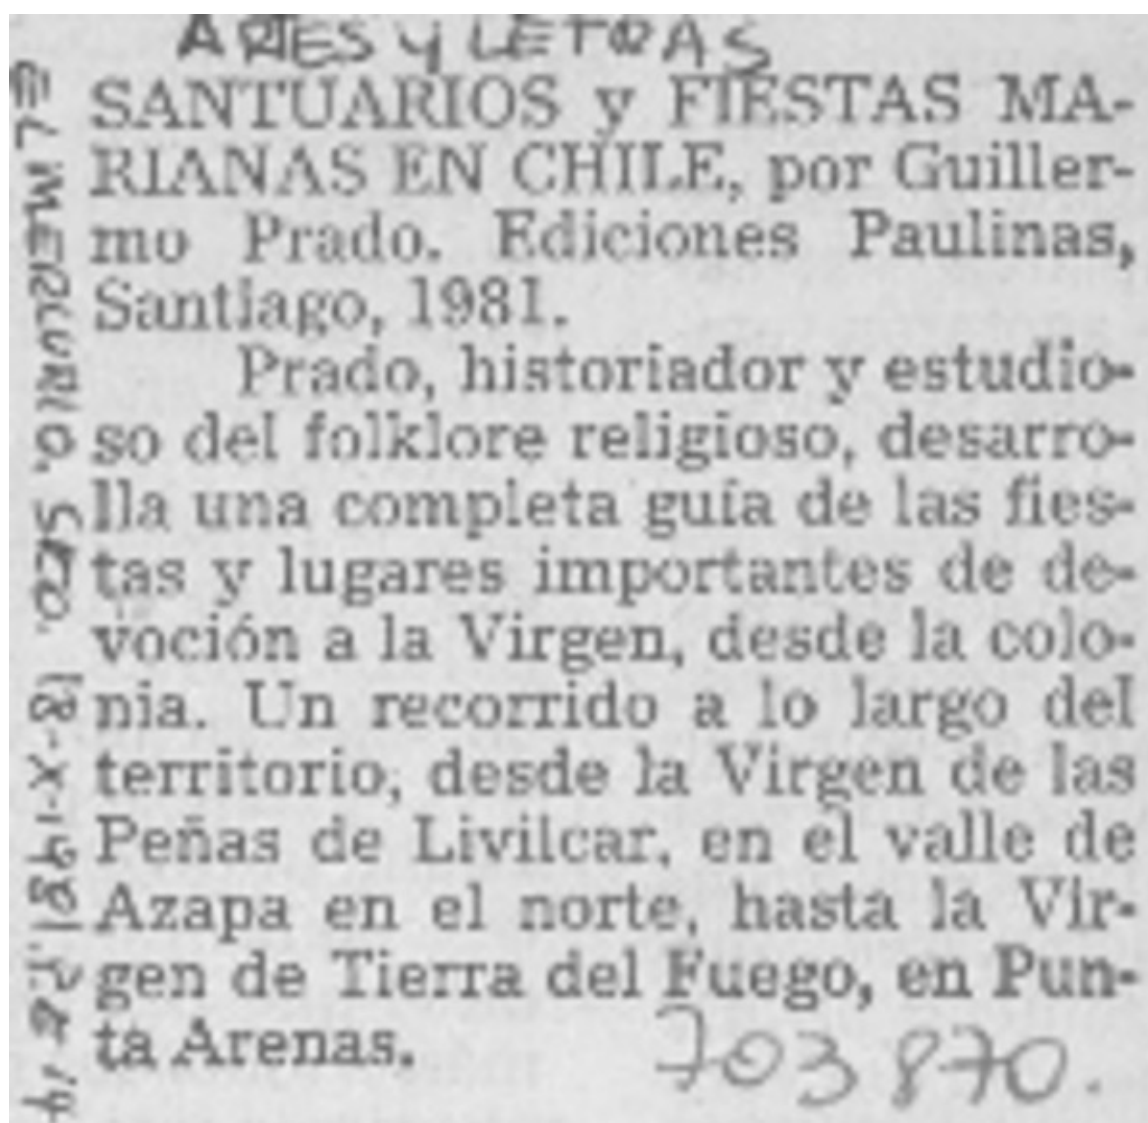 ARTES y LETRAS
SANTUARIOS y FIESTAS MA-
RIANAS EN CHILE, por Guiller-
mo Prado. Ediciones Paulinas,
Santiago, 1981.
Prado, historiador y estudio-
so del folklore religioso, desarro-
lla una completa guía de las fies-
tas y lugares importantes de de-
voción a la Virgen, desde la colo-
nia. Un recorrido a lo largo del
territorio, desde la Virgen de las
Peñas de Livilcar, en el valle de
Azapa en el norte, hasta la Vir-
gen de Tierra del Fuego, en Pun-
ta Arenas.
703870.
EL MERCURIO. STGO. 18-X-1981.